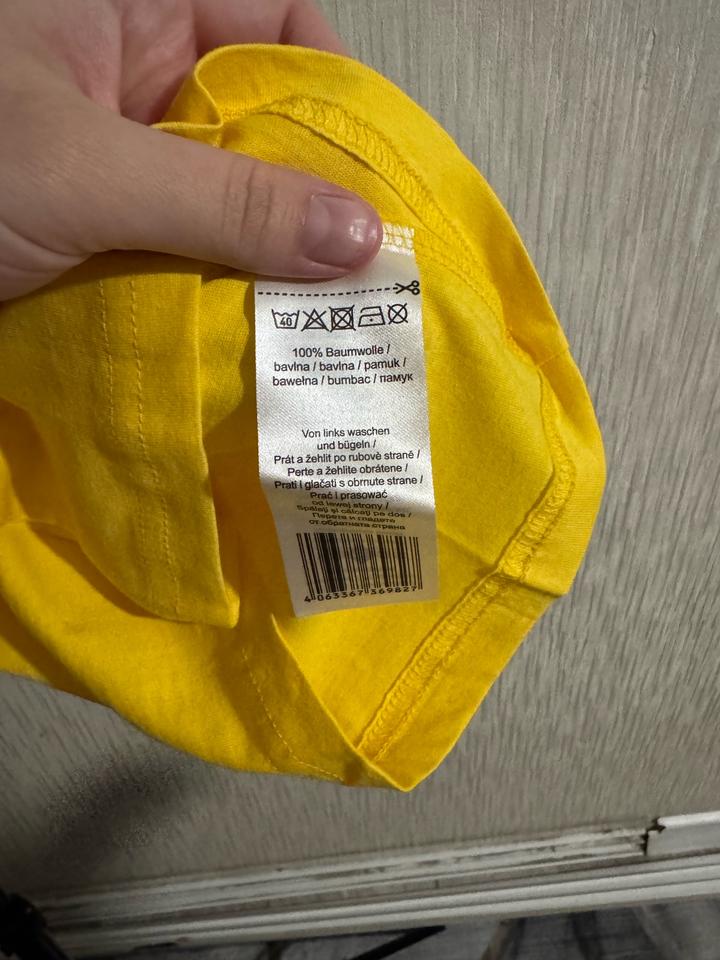 40
100% Baumwolle /
bavlna / bavlna / pamuk /
bawełna / bumbac / памук
Von links waschen
und bügeln /
Prát a žehlit po rubové straně /
Perte a žehlite obrátene /
Prati i glačati s obrnute strane /
Prać i prasować
od lewej strony /
Spălați și călcați pe dos /
Перете и гладете
от обратната страна
4 063367 369827